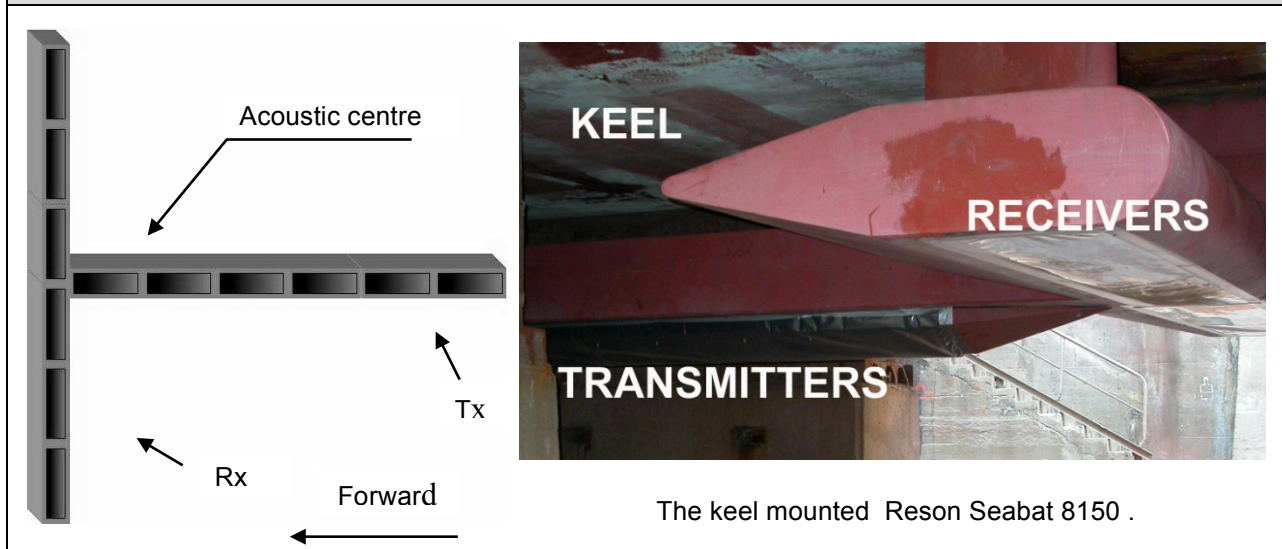 Acoustic centre
Tx
Rx
Forward
KEEL
RECEIVERS
TRANSMITTERS
The keel mounted Reson Seabat 8150 .